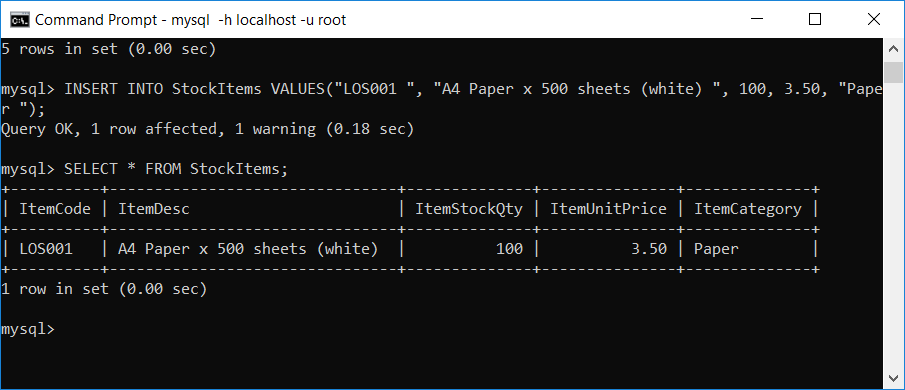 Command Prompt - mysql  -h localhost -u root
5 rows in set (0.00 sec)
mysql> INSERT INTO StockItems VALUES("LOS001 ", "A4 Paper x 500 sheets (white) ", 100, 3.50, "Pape
r ");
Query OK, 1 row affected, 1 warning (0.18 sec)
mysql> SELECT * FROM StockItems;
+----------+--------------------------------+--------------+---------------+--------------+
| ItemCode | ItemDesc                       | ItemStockQty | ItemUnitPrice | ItemCategory |
+----------+--------------------------------+--------------+---------------+--------------+
| LOS001   | A4 Paper x 500 sheets (white)  |          100 |          3.50 | Paper        |
+----------+--------------------------------+--------------+---------------+--------------+
1 row in set (0.00 sec)
mysql>